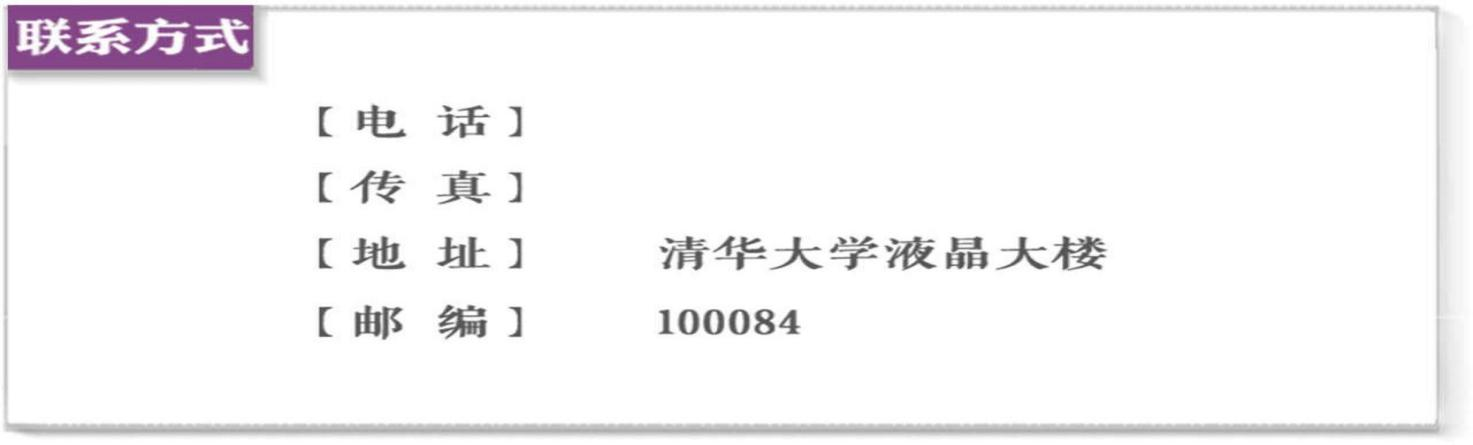 联系方式
【 电 话 】
【 传 真 】
【 地 址 】 清华大学液晶大楼
【 邮 编 】 100084